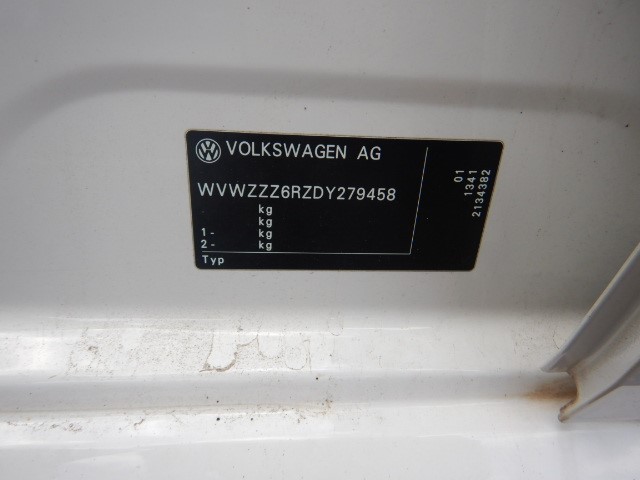 VOLKSWAGEN AG
WVWZZZ6RZDY279458
kg
kg
1- kg
2- kg
Typ
01
1341
2134382